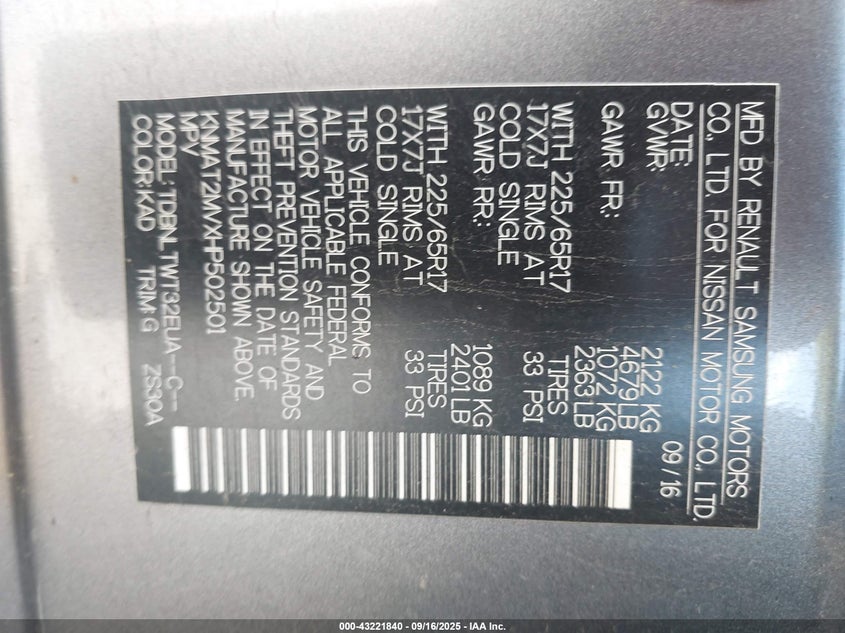 MFD BY RENAULT SAMSUNG MOTORS
CO., LTD. FOR NISSAN MOTOR CO., LTD.
DATE: 09/16
GVWR: 2122 KG
4679 LB
GAWR FR: 1072 KG
2363 LB
WITH 225/65R17 TIRES
17X7J RIMS AT 33 PSI
COLD SINGLE
GAWR RR: 1089 KG
2401 LB
WITH 225/65R17 TIRES
17X7J RIMS AT 33 PSI
COLD SINGLE
THIS VEHICLE CONFORMS TO
ALL APPLICABLE FEDERAL
MOTOR VEHICLE SAFETY AND
THEFT PREVENTION STANDARDS
IN EFFECT ON THE DATE OF
MANUFACTURE SHOWN ABOVE.
KNMAT2MVXHP502501
MPV
MODEL: TDBNLTWT32EUA--C--
COLOR:KAD TRIM:G ZS30A
000-43221840 - 09/16/2025 - IAA Inc.